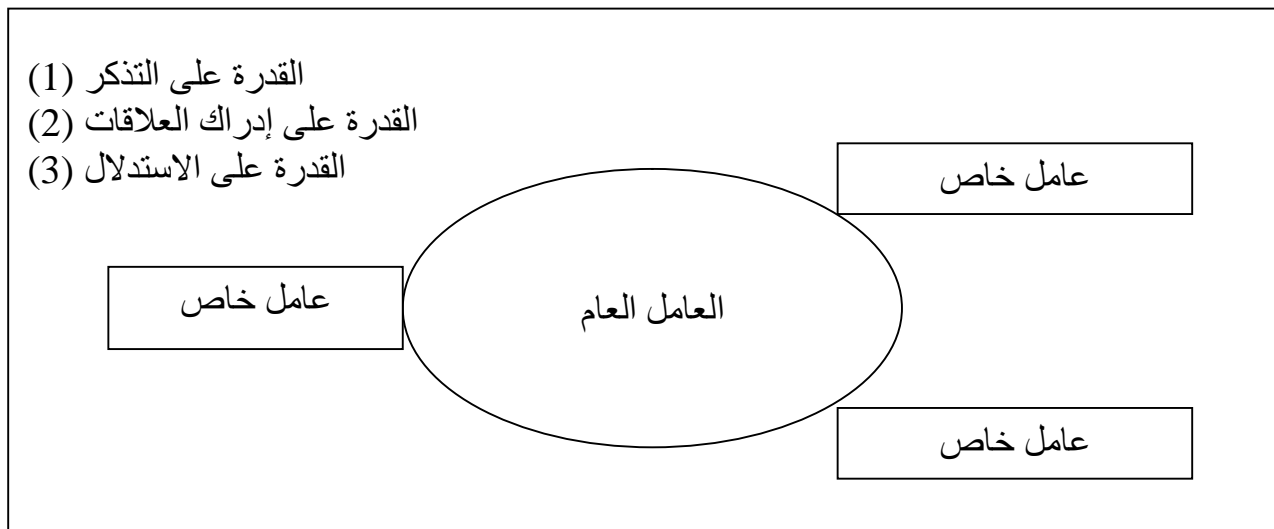 القدرة على التذكر (1)
القدرة على إدراك العلاقات (2)
القدرة على الاستدلال (3)
عامل خاص
عامل خاص
العامل العام
عامل خاص